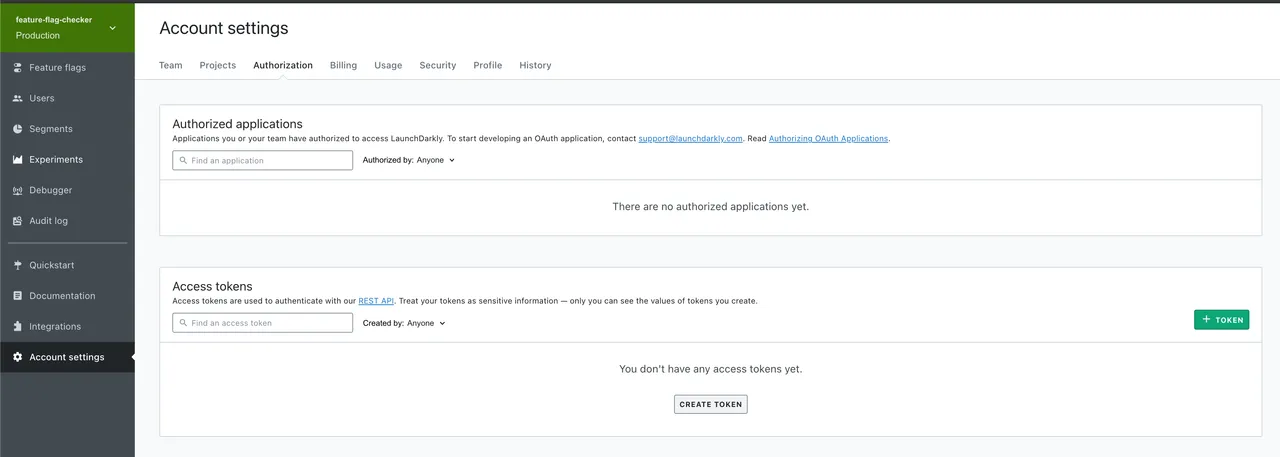 feature-flag-checker
Production
Feature flags
Users
Segments
Experiments
Debugger
Audit log
Quickstart
Documentation
Integrations
Account settings
Account settings
Team Projects Authorization Billing Usage Security Profile History
Authorized applications
Applications you or your team have authorized to access LaunchDarkly. To start developing an OAuth application, contact support@launchdarkly.com. Read Authorizing OAuth Applications.
Find an application Authorized by: Anyone
There are no authorized applications yet.
Access tokens
Access tokens are used to authenticate with our REST API. Treat your tokens as sensitive information — only you can see the values of tokens you create.
Find an access token Created by: Anyone + TOKEN
You don't have any access tokens yet.
CREATE TOKEN